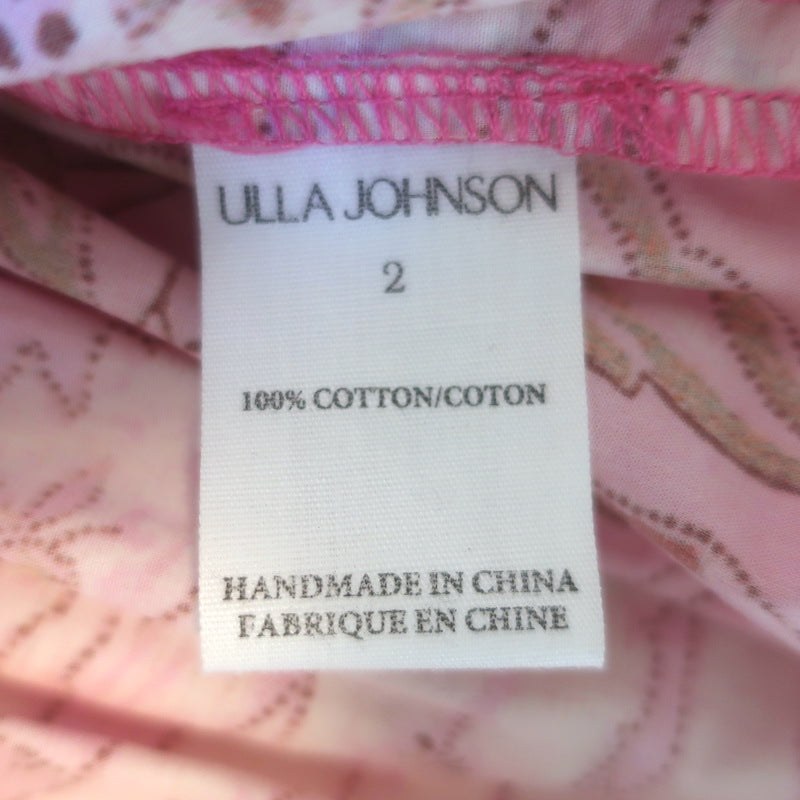 ULLA JOHNSON
2
100% COTTON/COTON
HANDMADE IN CHINA
FABRIQUE EN CHINE